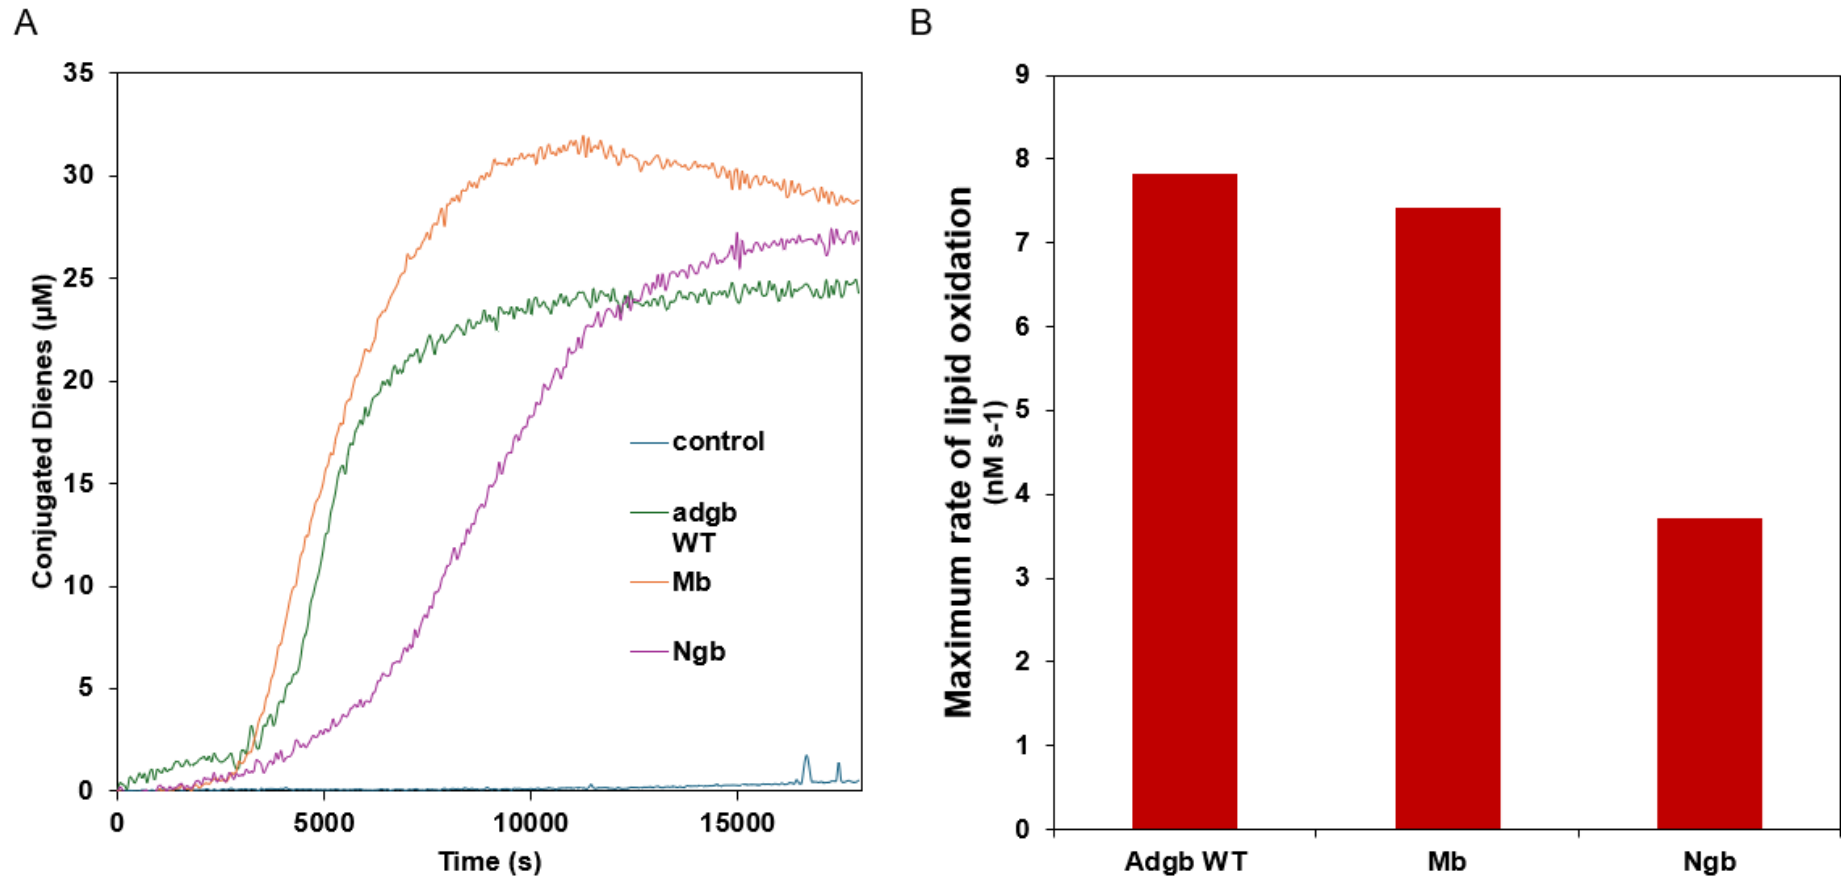 A
35
30
25
20
15
10
5
0
Conjugated Dienes (µM)
0 5000 10000 15000
Time (s)
control
adgb
WT
Mb
Ngb
B
9
8
7
6
5
4
3
2
1
0
Maximum rate of lipid oxidation
(nM s-1)
Adgb WT Mb Ngb